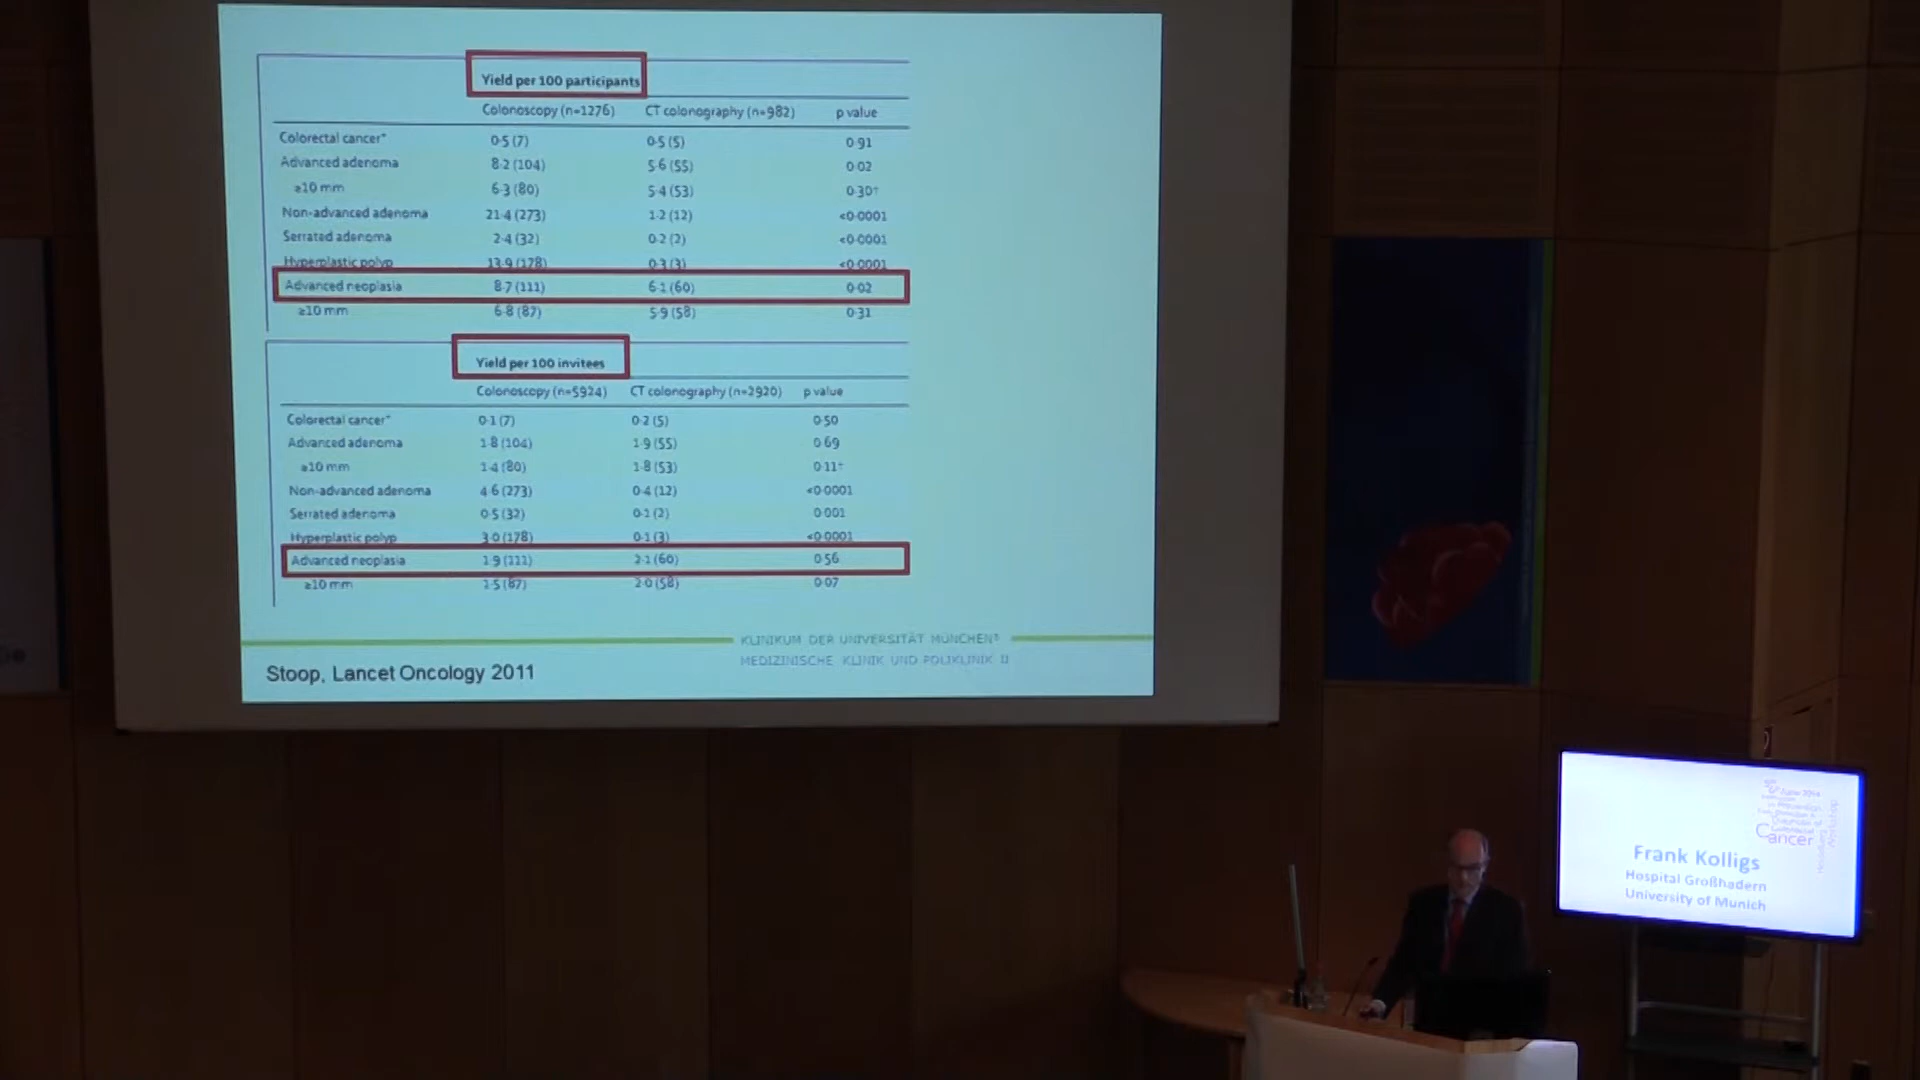 Yield per 100 participants
Colonoscopy (n=1276) CT colonography (n=982) p value
Colorectal cancer* 0·5 (7) 0·5 (5) 0·91
Advanced adenoma 8·2 (104) 5·6 (55) 0·02
≥10 mm 6·3 (80) 5·4 (53) 0·30†
Non-advanced adenoma 21·4 (273) 1·2 (12) <0·0001
Serrated adenoma 2·4 (32) 0·2 (2) <0·0001
Hyperplastic polyp 13·9 (178) 0·3 (3) <0·0001
Advanced neoplasia 8·7 (111) 6·1 (60) 0·02
≥10 mm 6·8 (87) 5·9 (58) 0·31
Yield per 100 invitees
Colonoscopy (n=5924) CT colonography (n=2920) p value
Colorectal cancer* 0·1 (7) 0·2 (5) 0·50
Advanced adenoma 1·8 (104) 1·9 (55) 0·69
≥10 mm 1·4 (80) 1·8 (53) 0·11†
Non-advanced adenoma 4·6 (273) 0·4 (12) <0·0001
Serrated adenoma 0·5 (32) 0·1 (2) 0·001
Hyperplastic polyp 3·0 (178) 0·1 (3) <0·0001
Advanced neoplasia 1·9 (111) 2·1 (60) 0·56
≥10 mm 1·5 (87) 2·0 (58) 0·07
KLINIKUM DER UNIVERSITÄT MÜNCHEN®
MEDIZINISCHE KLINIK UND POLIKLINIK II
Stoop, Lancet Oncology 2011
June 2014
Cancer
Frank Kolligs
Hospital Großhadern
University of Munich